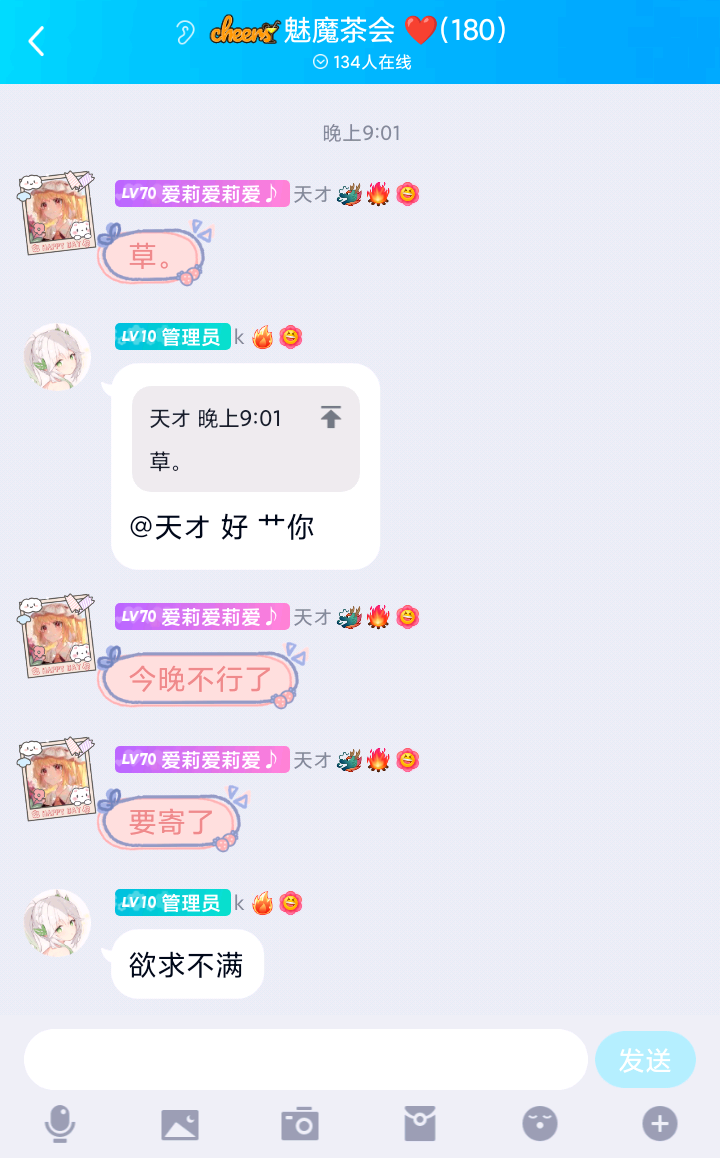 cheers 魅魔茶会 ❤️(180)
134人在线
晚上9:01
LV70 爱莉爱莉爱♪ 天才
草。
LV10 管理员 k
天才 晚上9:01
草。
@天才 好 艹你
LV70 爱莉爱莉爱♪ 天才
今晚不行了
LV70 爱莉爱莉爱♪ 天才
要寄了
LV10 管理员 k
欲求不满
发送